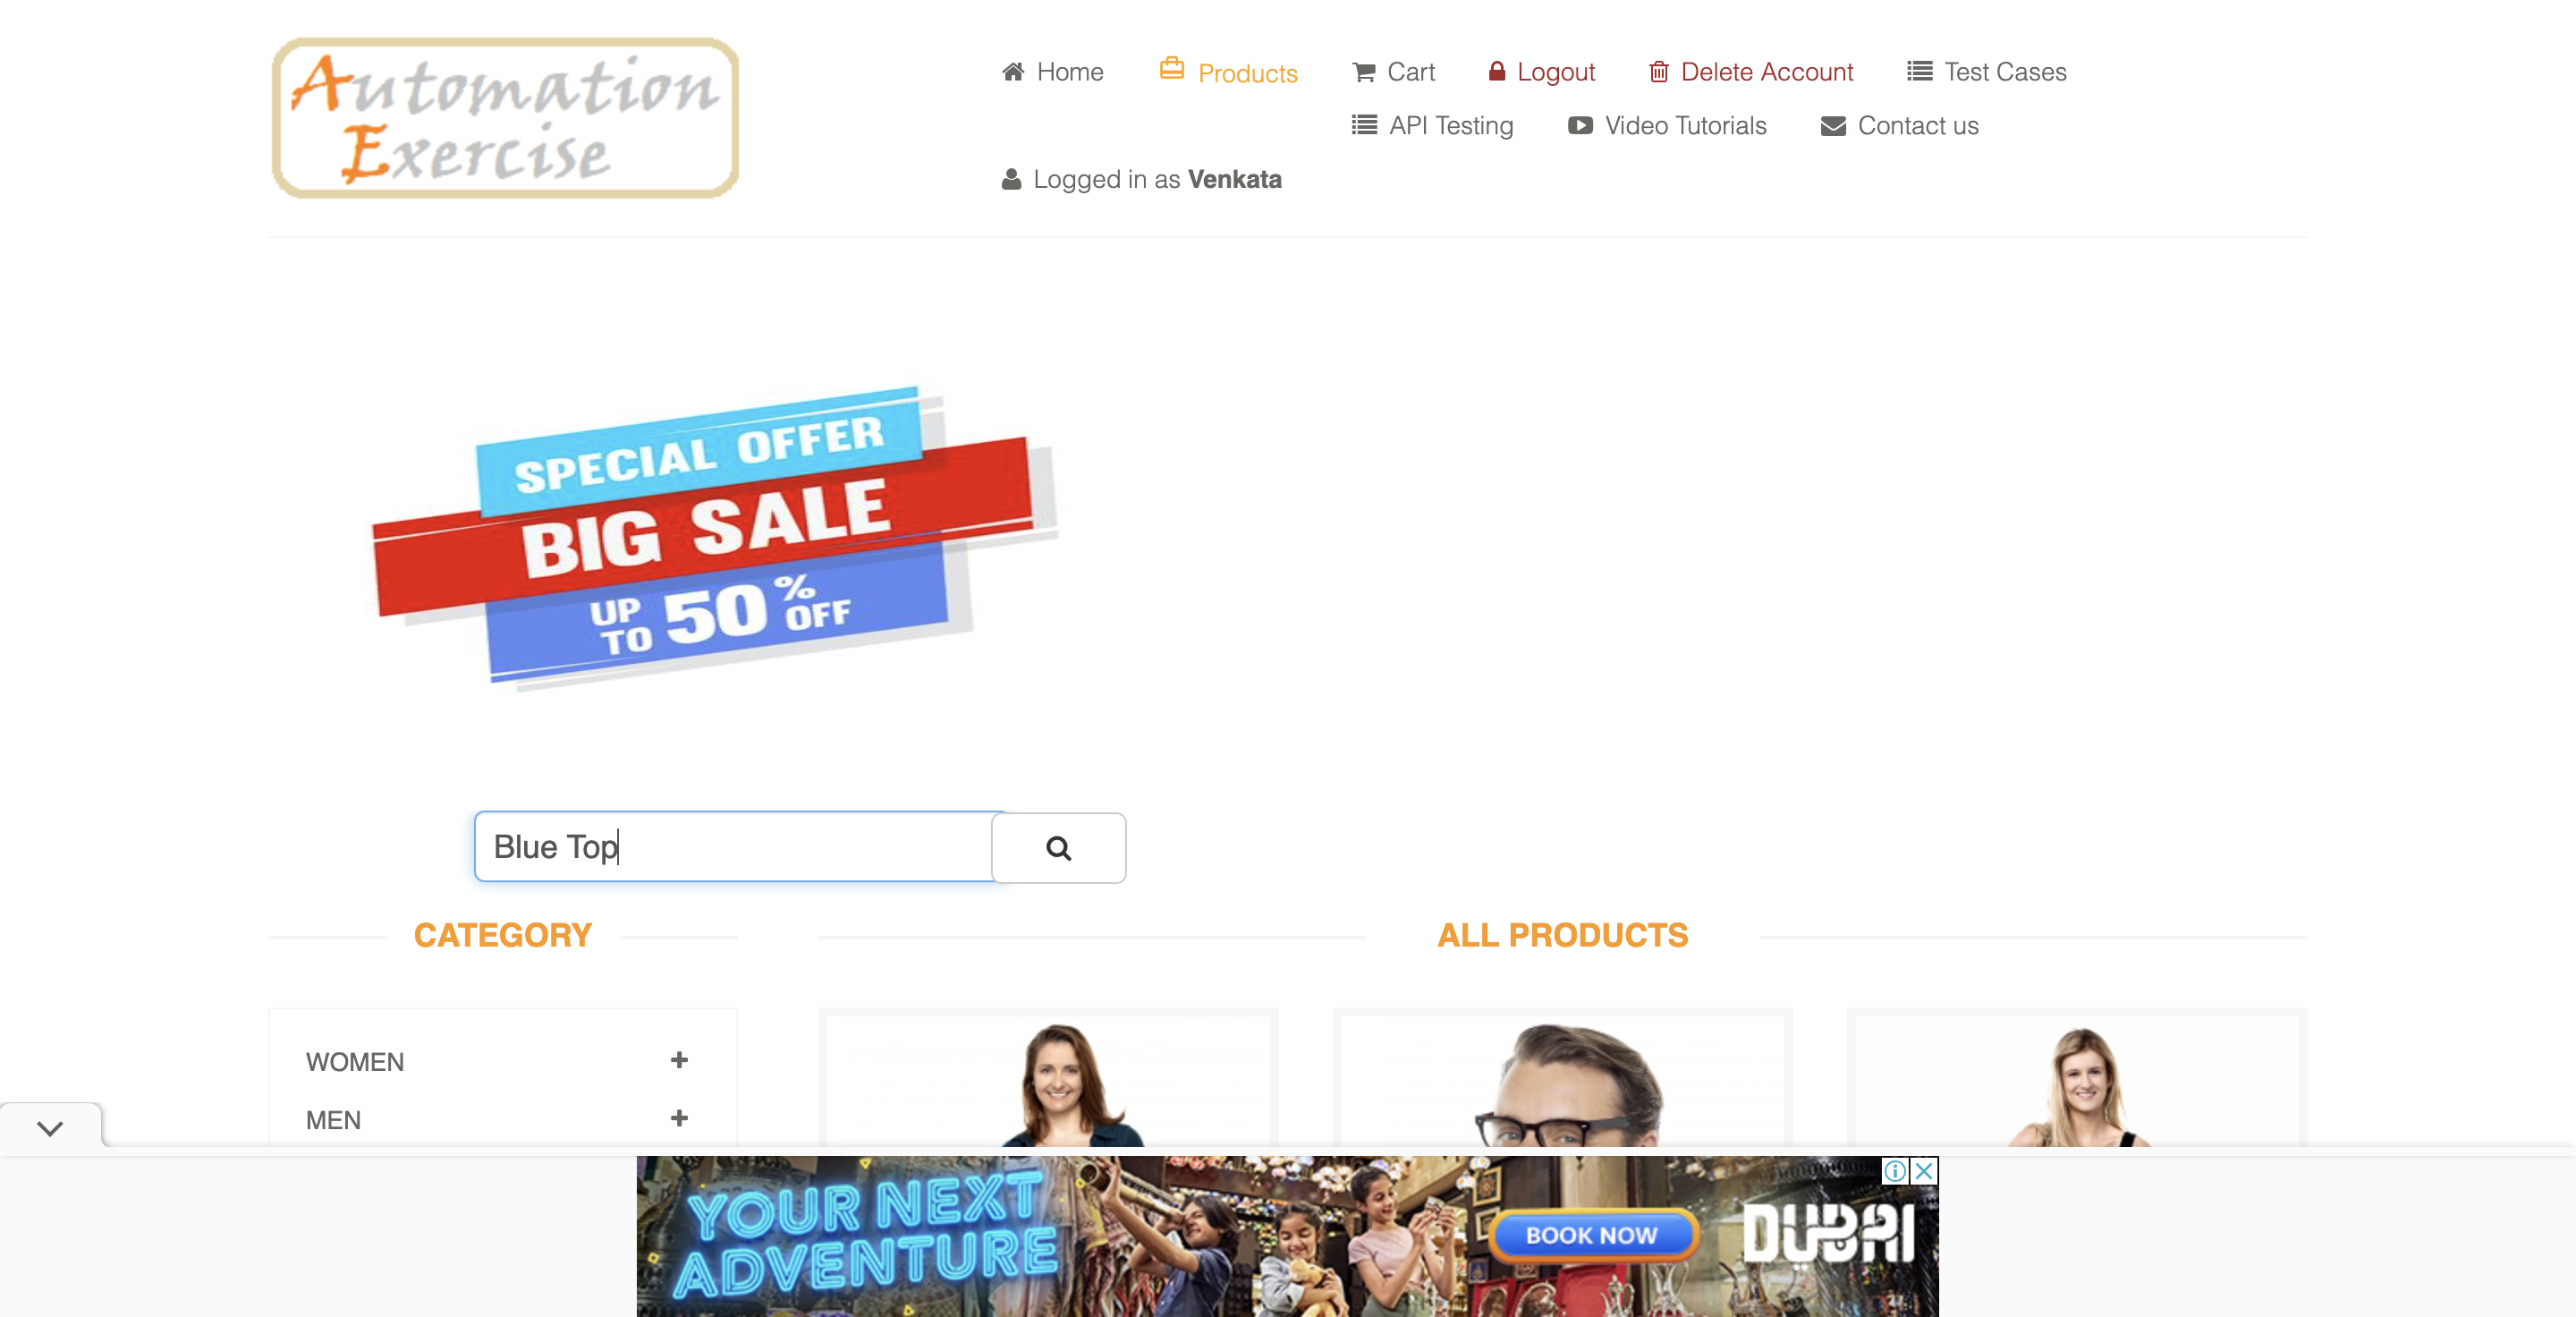 Automation
Exercise
Home
Products
Cart
Logout
Delete Account
Test Cases
API Testing
Video Tutorials
Contact us
Logged in as Venkata
SPECIAL OFFER
BIG SALE
UP TO 50% OFF
Blue Top
CATEGORY
ALL PRODUCTS
WOMEN
MEN
YOUR NEXT
ADVENTURE
BOOK NOW
DUBAI